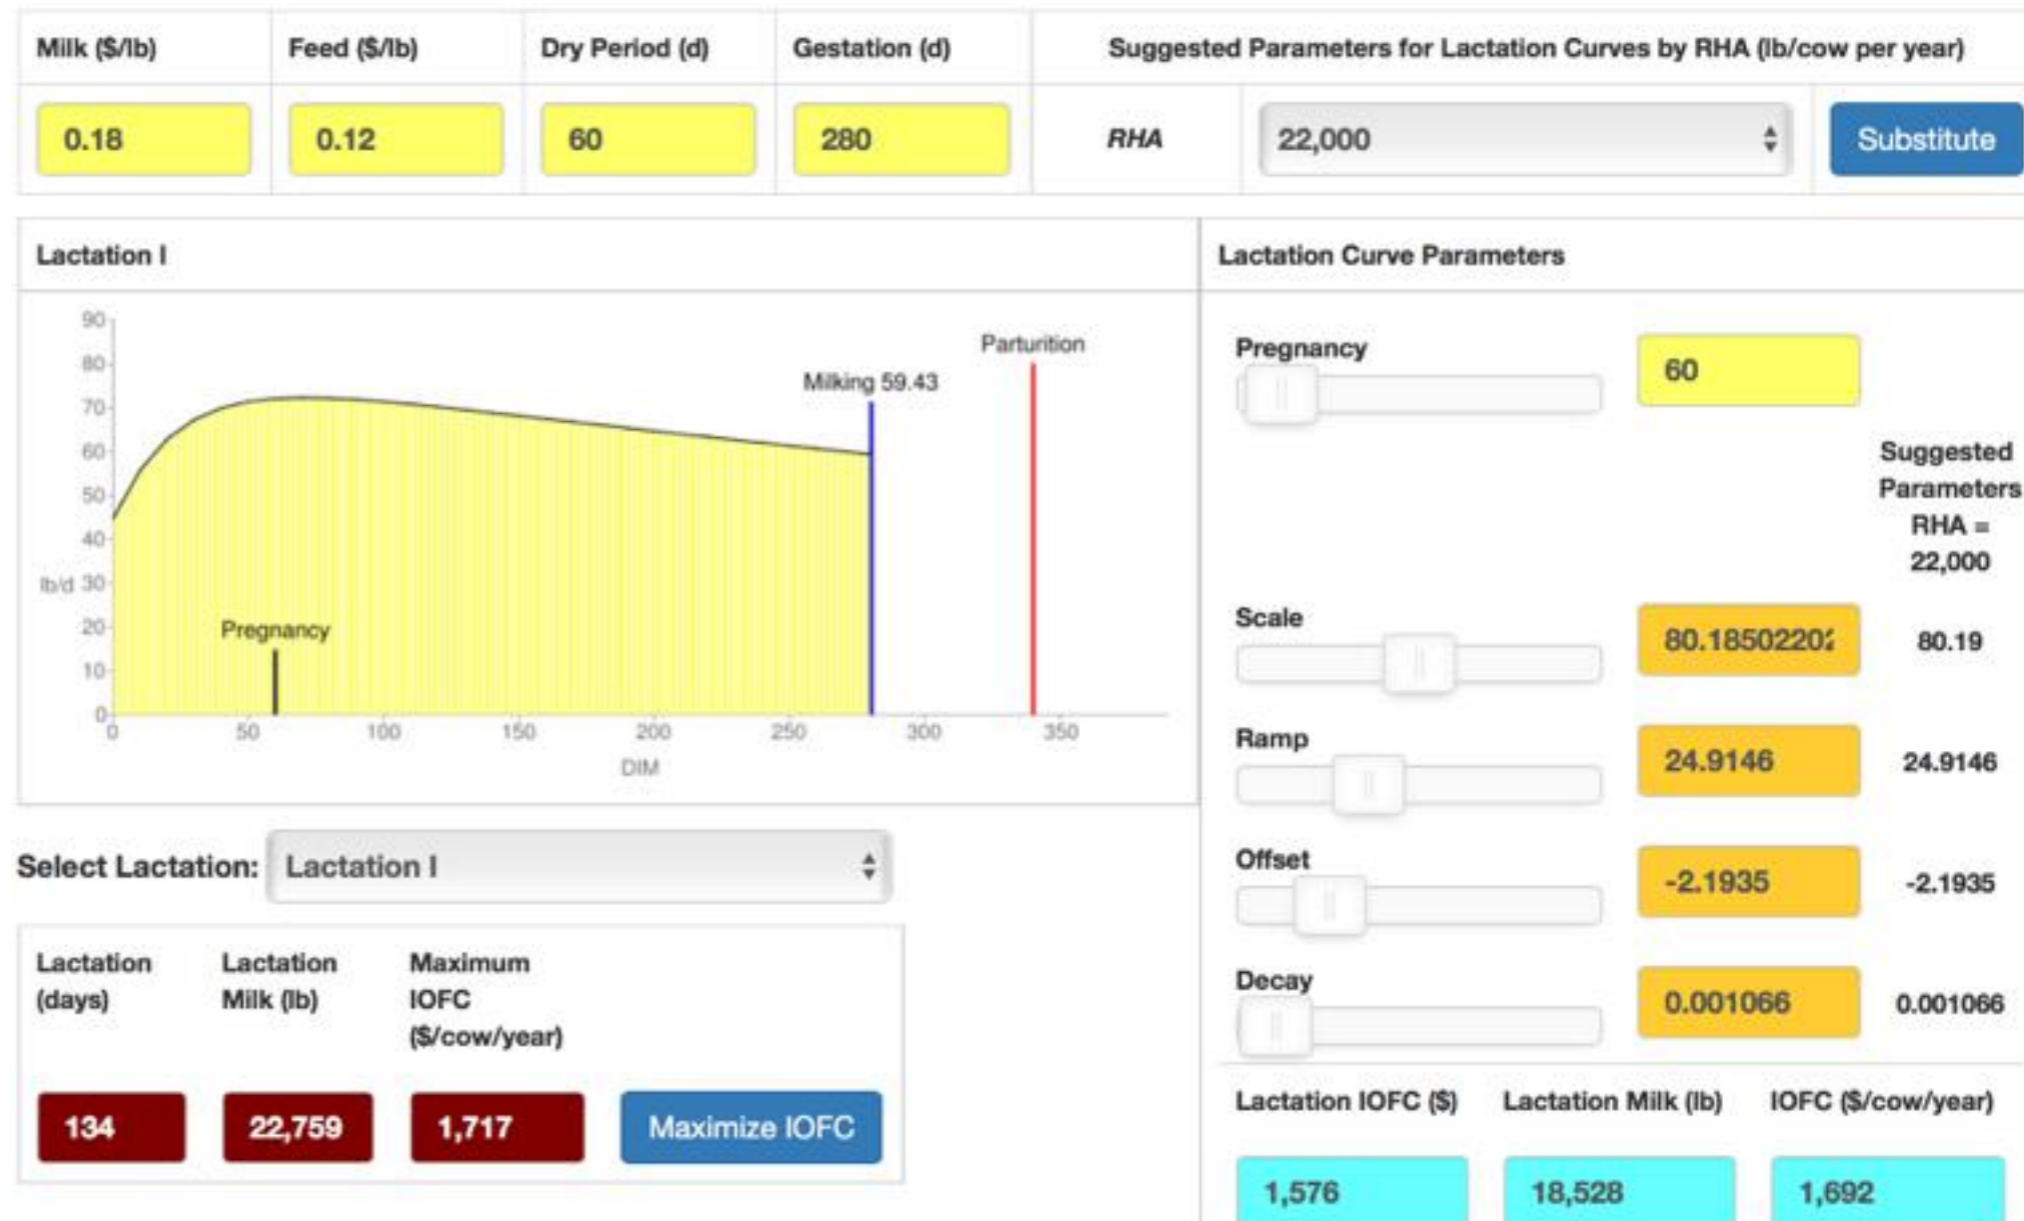 Milk ($/lb) Feed ($/lb) Dry Period (d) Gestation (d) Suggested Parameters for Lactation Curves by RHA (lb/cow per year)
0.18 0.12 60 280 RHA 22,000 Substitute
Lactation I
90
80
70
60
50
40
lb/d 30
20
10
0
0 50 100 150 200 250 300 350
DIM
Pregnancy
Milking 59.43
Parturition
Select Lactation: Lactation I
Lactation
(days)
Lactation
Milk (lb)
Maximum
IOFC
($/cow/year)
134 22,759 1,717 Maximize IOFC
Lactation Curve Parameters
Pregnancy
60
Suggested
Parameters
RHA =
22,000
Scale
80.18502202 80.19
Ramp
24.9146 24.9146
Offset
-2.1935 -2.1935
Decay
0.001066 0.001066
Lactation IOFC ($) Lactation Milk (lb) IOFC ($/cow/year)
1,576 18,528 1,692